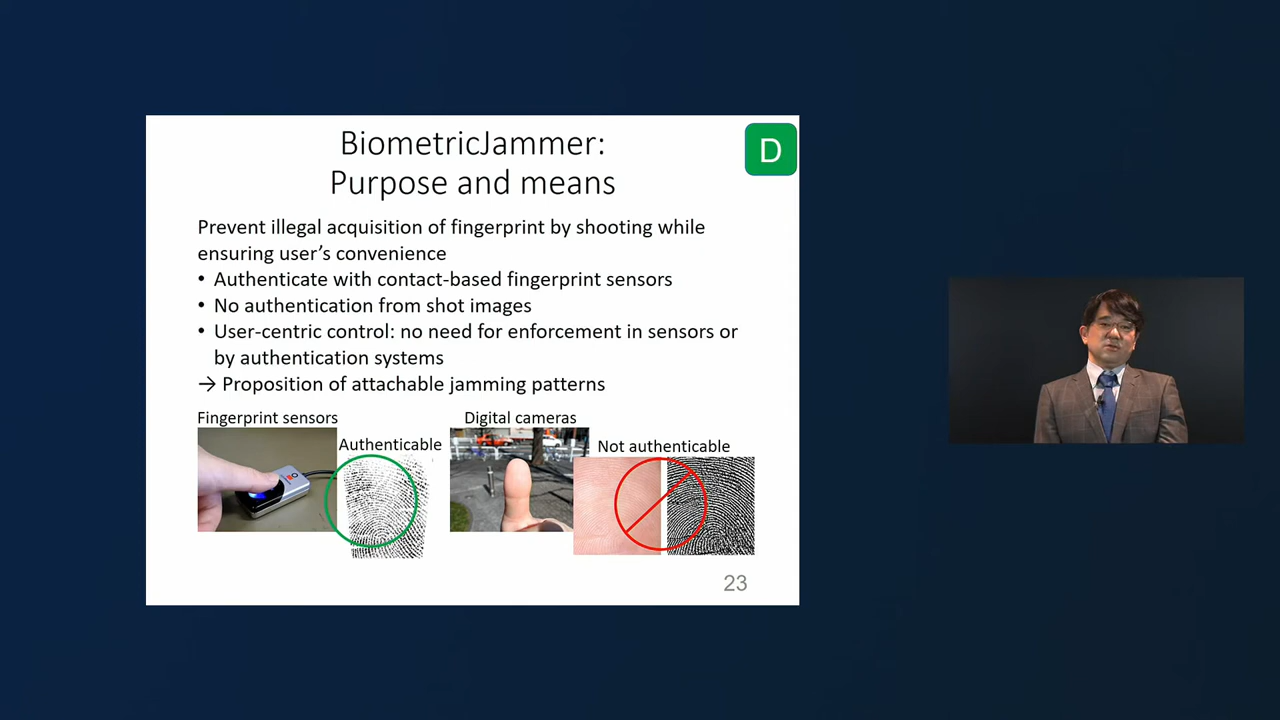 BiometricJammer:
Purpose and means
D
Prevent illegal acquisition of fingerprint by shooting while
ensuring user's convenience
• Authenticate with contact-based fingerprint sensors
• No authentication from shot images
• User-centric control: no need for enforcement in sensors or
by authentication systems
→ Proposition of attachable jamming patterns
Fingerprint sensors
Authenticable
Digital cameras
Not authenticable
23